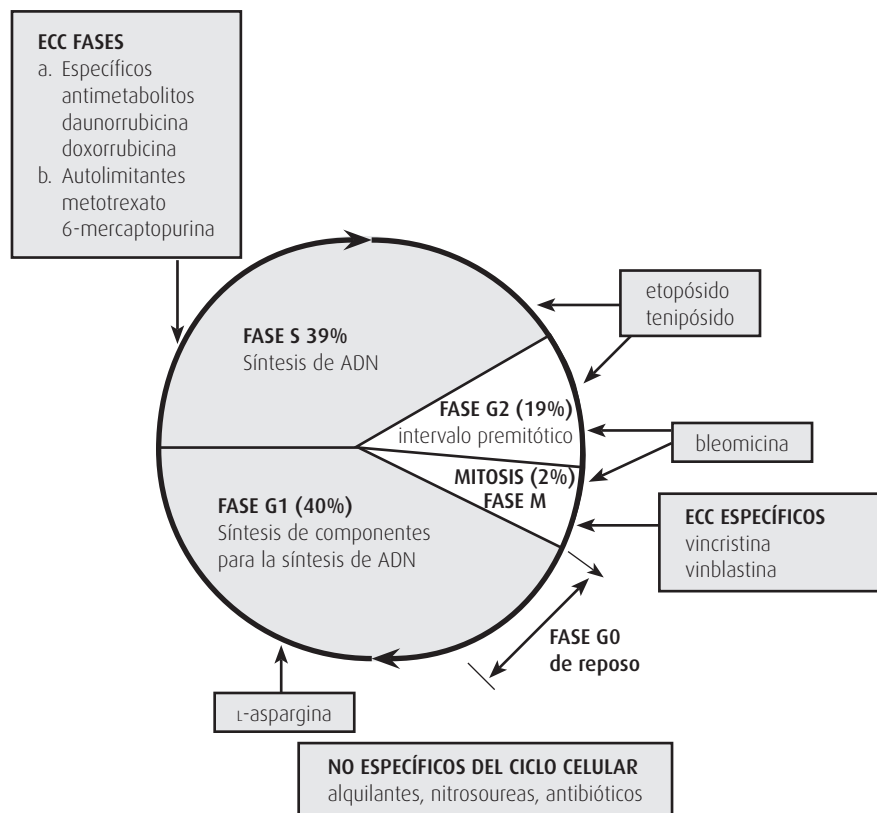 ECC FASES
a. Específicos
antimetabolitos
daunorrubicina
doxorrubicina
b. Autolimitantes
metotrexato
6-mercaptopurina
etopósido
tenipósido
FASE S 39%
Síntesis de ADN
FASE G2 (19%)
intervalo premitótico
bleomicina
MITOSIS (2%)
FASE M
FASE G1 (40%)
Síntesis de componentes
para la síntesis de ADN
ECC ESPECÍFICOS
vincristina
vinblastina
FASE G0
de reposo
L-aspargina
NO ESPECÍFICOS DEL CICLO CELULAR
alquilantes, nitrosoureas, antibióticos